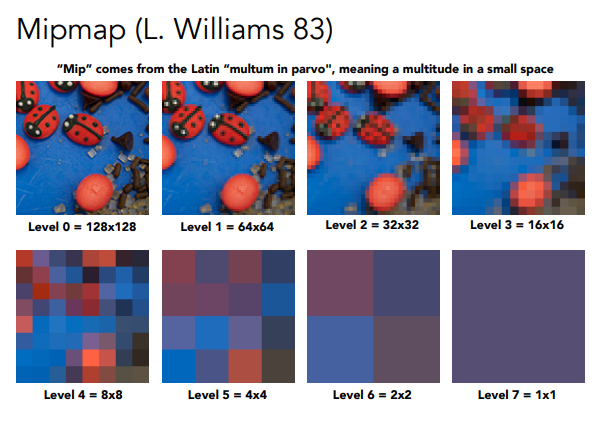 Mipmap (L. Williams 83)
“Mip” comes from the Latin “multum in parvo", meaning a multitude in a small space
Level 0 = 128x128
Level 1 = 64x64
Level 2 = 32x32
Level 3 = 16x16
Level 4 = 8x8
Level 5 = 4x4
Level 6 = 2x2
Level 7 = 1x1